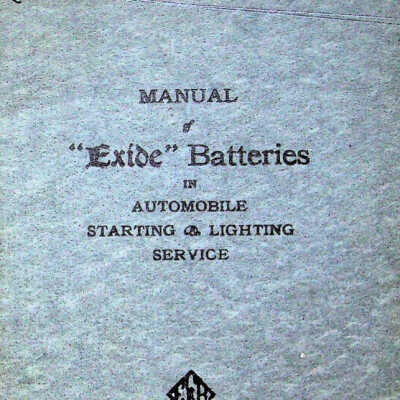 MANUAL
of
"Exide" Batteries
IN
AUTOMOBILE
STARTING & LIGHTING
SERVICE